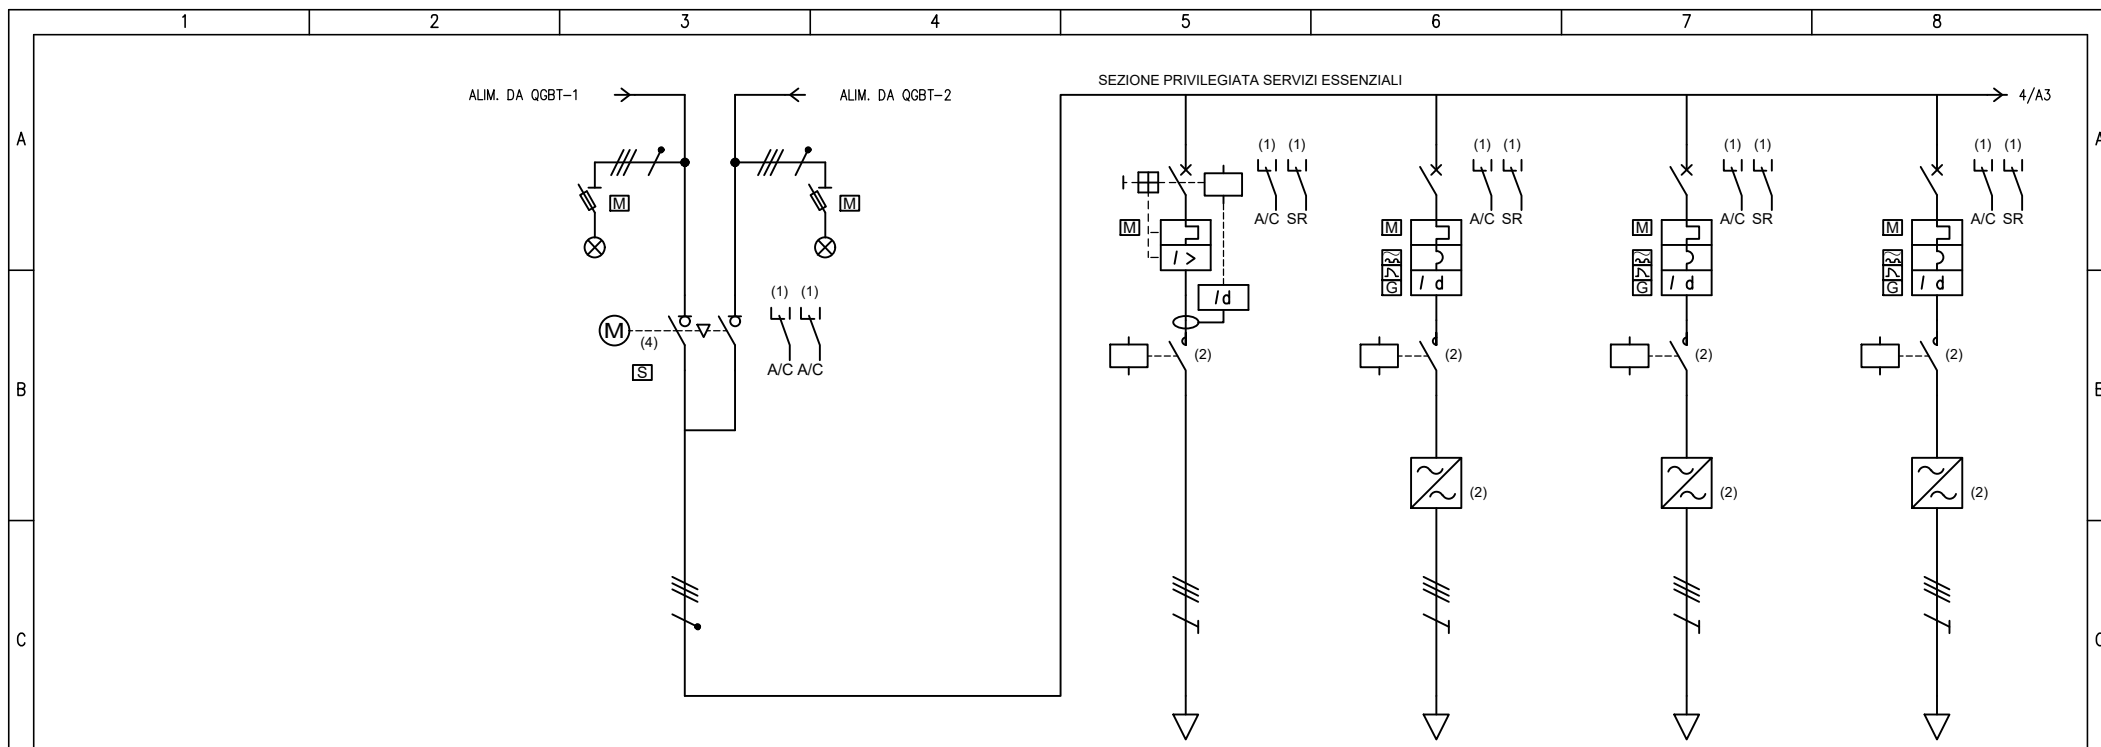 1 2 3 4 5 6 7 8
SEZIONE PRIVILEGIATA SERVIZI ESSENZIALI
ALIM. DA QGBT-1 ALIM. DA QGBT-2 4/A3
A A
(1) (1) (1) (1) (1) (1) (1) (1)
M M
A/C SR A/C SR A/C SR A/C SR
M M M M
I >
I d I d I d
G G G
(1) (1) I d
M
(4) (2) (2) (2) (2)
S A/C A/C
B B
(2) (2) (2)
C C